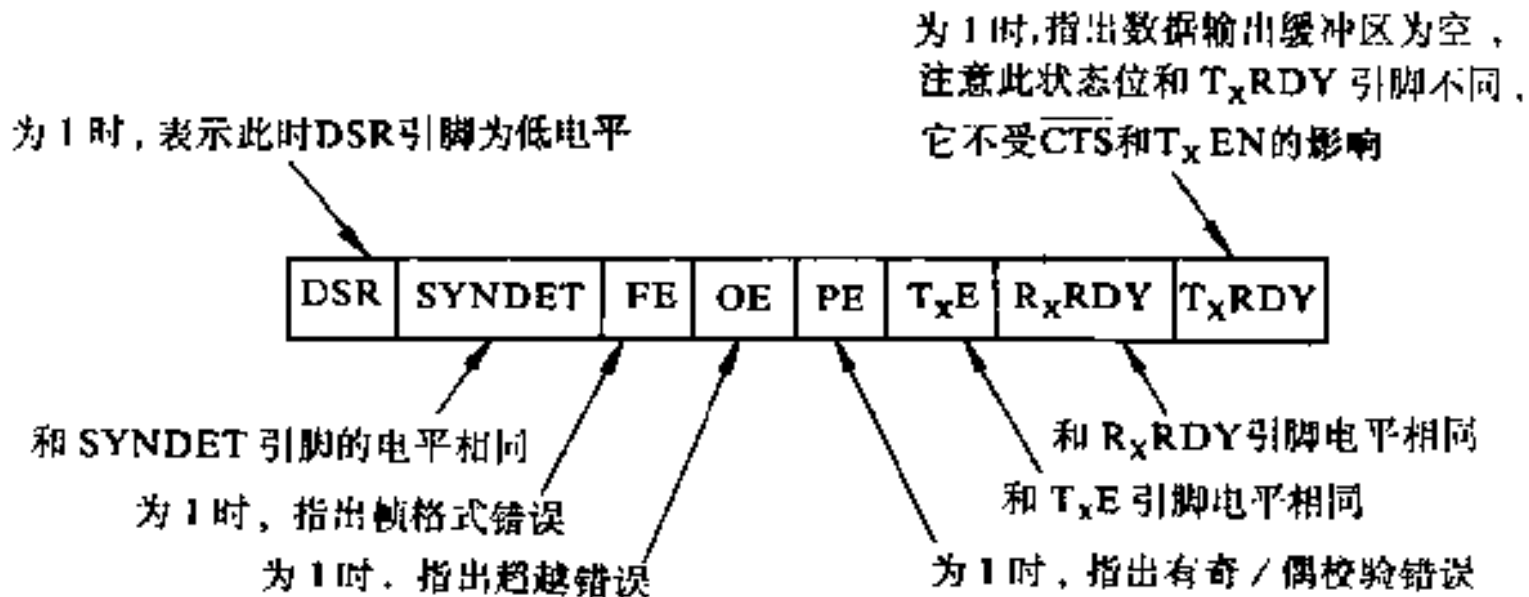 为1时,指出数据输出缓冲区为空,
注意此状态位和TxRDY引脚不同,
它不受C̅T̅S̅和TxEN的影响
为1时,表示此时DSR引脚为低电平
DSR SYNDET FE OE PE TxE RxRDY TxRDY
和SYNDET引脚的电平相同
和RxRDY引脚电平相同
为1时,指出帧格式错误
和TxE引脚电平相同
为1时.指出超越错误
为1时,指出有奇/偶校验错误